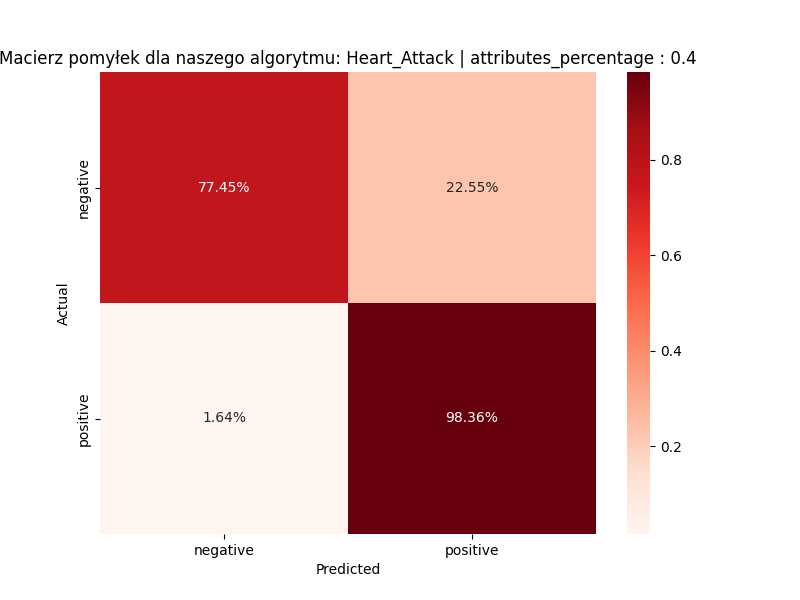 Macierz pomyłek dla naszego algorytmu: Heart_Attack | attributes_percentage : 0.4
negative
77.45%
22.55%
0.8
0.6
Actual
0.4
positive
1.64%
98.36%
0.2
negative
positive
Predicted